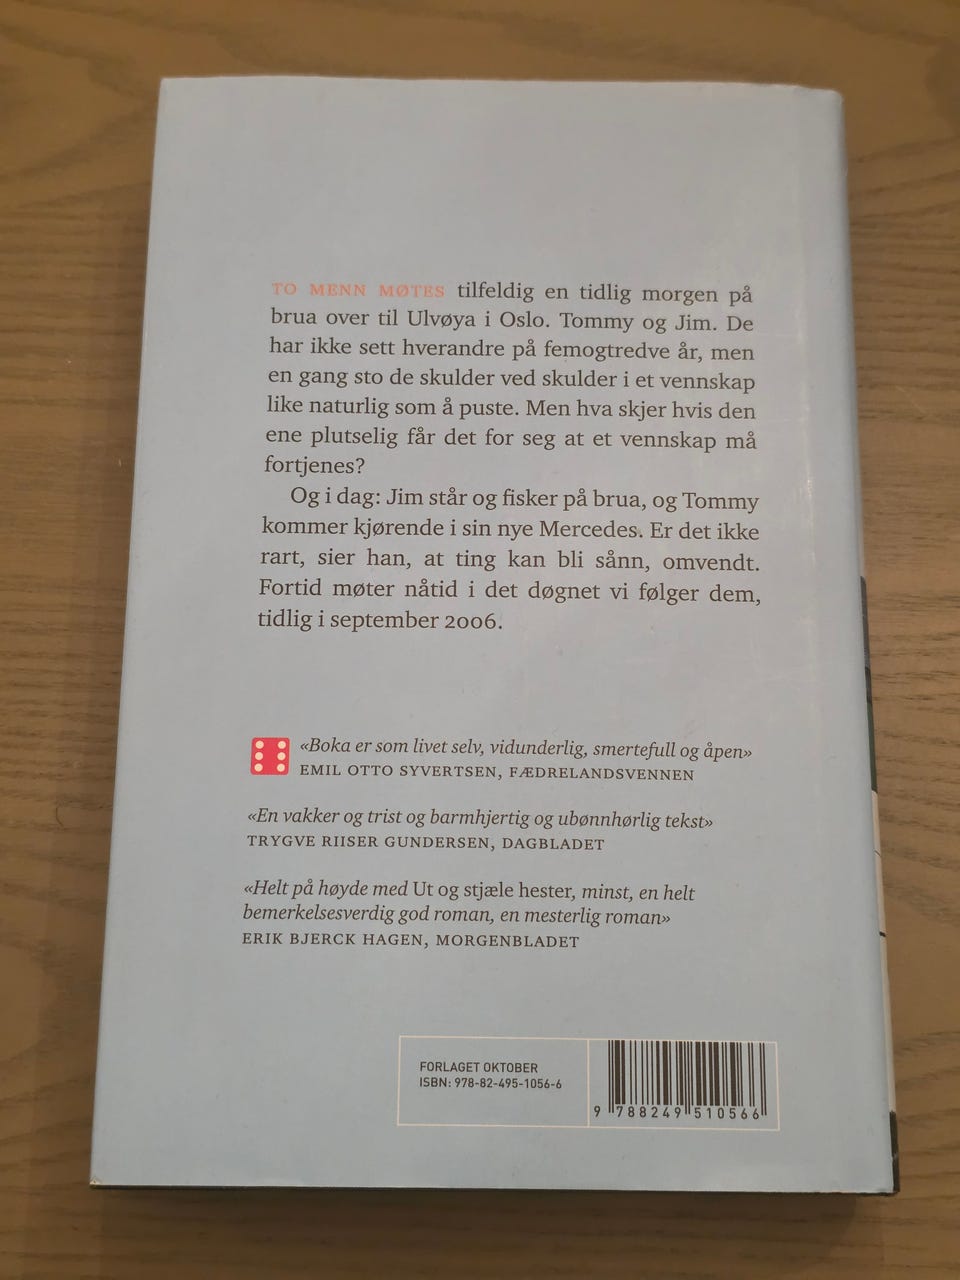 TO MENN MØTES tilfeldig en tidlig morgen på
brua over til Ulvøya i Oslo. Tommy og Jim. De
har ikke sett hverandre på femogtredve år, men
en gang sto de skulder ved skulder i et vennskap
like naturlig som å puste. Men hva skjer hvis den
ene plutselig får det for seg at et vennskap må
fortjenes?
Og i dag: Jim står og fisker på brua, og Tommy
kommer kjørende i sin nye Mercedes. Er det ikke
rart, sier han, at ting kan bli sånn, omvendt.
Fortid møter nåtid i det døgnet vi følger dem,
tidlig i september 2006.
«Boka er som livet selv, vidunderlig, smertefull og åpen»
EMIL OTTO SYVERTSEN, FÆDRELANDSVENNEN
«En vakker og trist og barmhjertig og ubønnhørlig tekst»
TRYGVE RIISER GUNDERSEN, DAGBLADET
«Helt på høyde med Ut og stjæle hester, minst, en helt
bemerkelsesverdig god roman, en mesterlig roman»
ERIK BJERCK HAGEN, MORGENBLADET
FORLAGET OKTOBER
ISBN: 978-82-495-1056-6
9 788249 510566